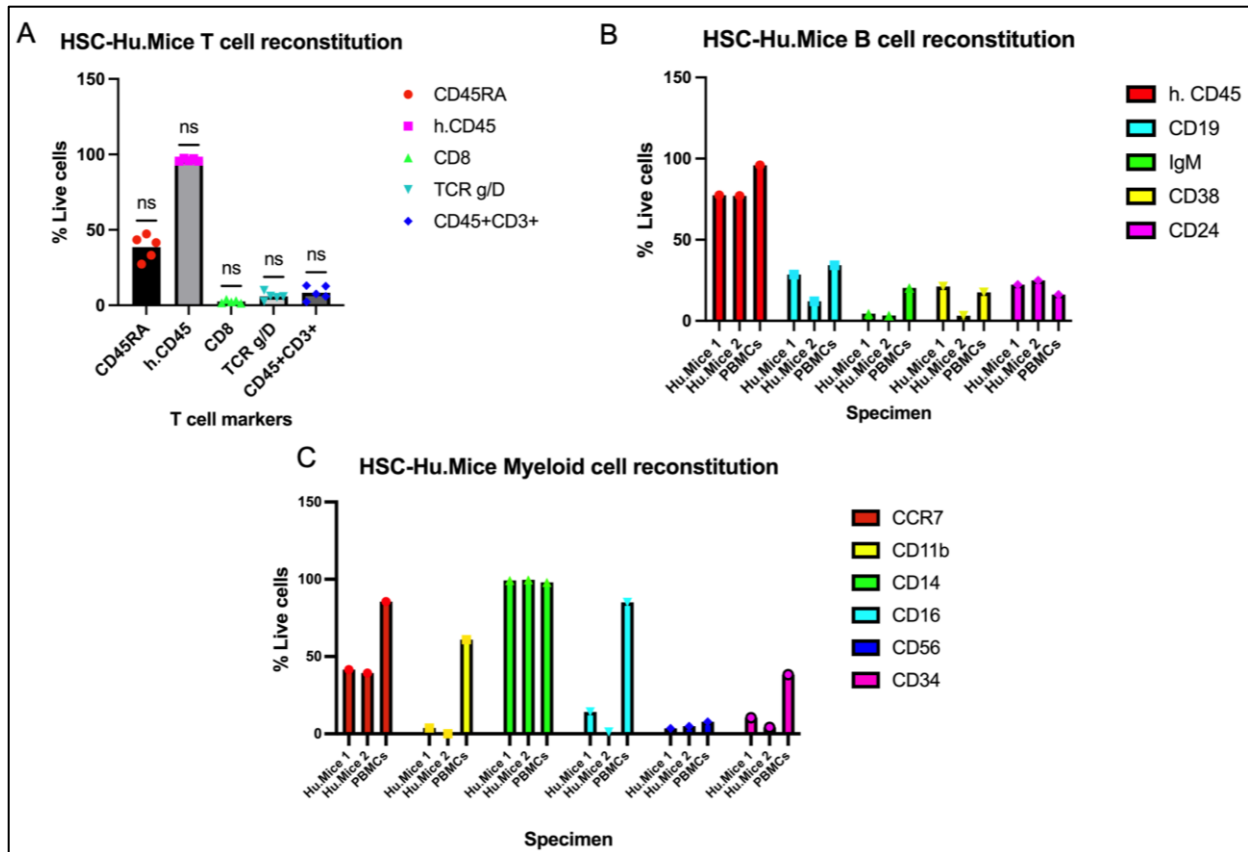 A
HSC-Hu.Mice T cell reconstitution
150
100
50
0
% Live cells
ns
ns
ns
ns
ns
CD45RA
h.CD45
CD8
TCR g/D
CD45+CD3+
T cell markers
CD45RA
h.CD45
CD8
TCR g/D
CD45+CD3+
B
HSC-Hu.Mice B cell reconstitution
150
100
50
0
% Live cells
Hu.Mice 1
Hu.Mice 2
PBMCs
Hu.Mice 1
Hu.Mice 2
PBMCs
Hu.Mice 1
Hu.Mice 2
PBMCs
Hu.Mice 1
Hu.Mice 2
PBMCs
Hu.Mice 1
Hu.Mice 2
PBMCs
Specimen
h. CD45
CD19
IgM
CD38
CD24
C
HSC-Hu.Mice Myeloid cell reconstitution
150
100
50
0
% Live cells
Hu.Mice 1
Hu.Mice 2
PBMCs
Hu.Mice 1
Hu.Mice 2
PBMCs
Hu.Mice 1
Hu.Mice 2
PBMCs
Hu.Mice 1
Hu.Mice 2
PBMCs
Hu.Mice 1
Hu.Mice 2
PBMCs
Hu.Mice 1
Hu.Mice 2
PBMCs
Specimen
CCR7
CD11b
CD14
CD16
CD56
CD34